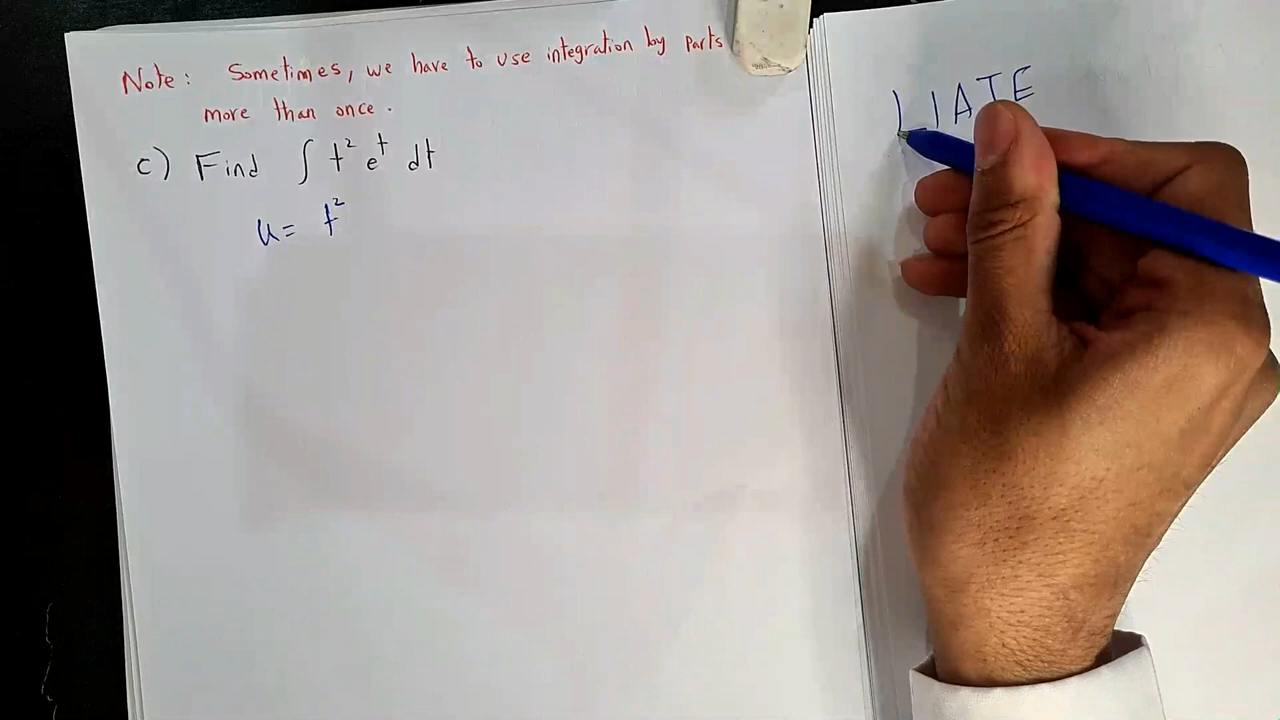 Note: Sometimes, we have to use integration by parts
more than once.
c) Find ∫ t² eᵗ dt
u = t²
LIATE